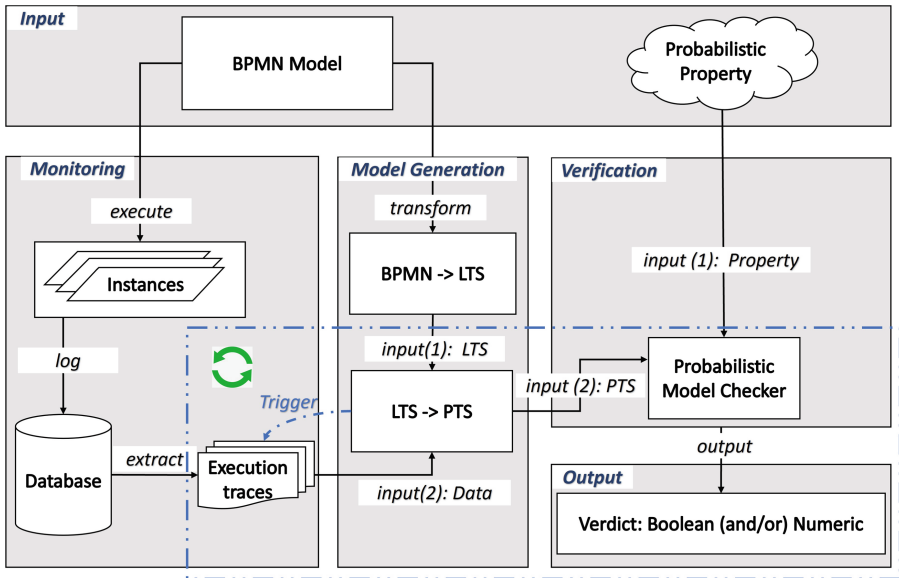 Input
BPMN Model
Probabilistic
Property
Monitoring
Model Generation
Verification
execute
transform
Instances
BPMN -> LTS
input (1): Property
log
input(1): LTS
Trigger
LTS -> PTS
input (2): PTS
Probabilistic
Model Checker
Database
extract
Execution
traces
input(2): Data
output
Output
Verdict: Boolean (and/or) Numeric